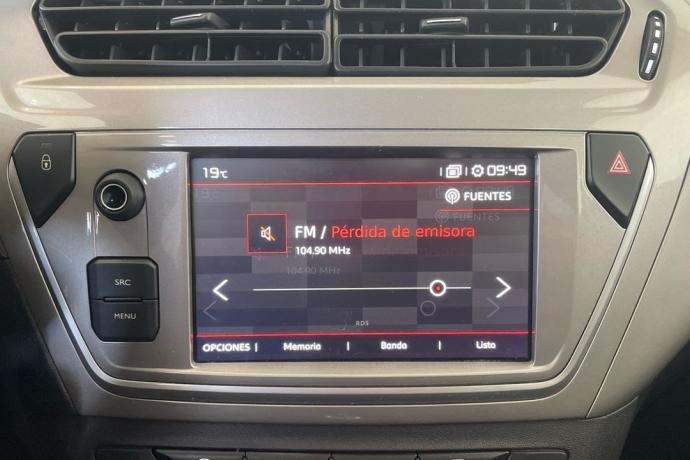 19°C
09:49
FUENTES
FM / Pérdida de emisora
104.90 MHz
SRC
MENU
RDS
OPCIONES
Memoria
Banda
Lista